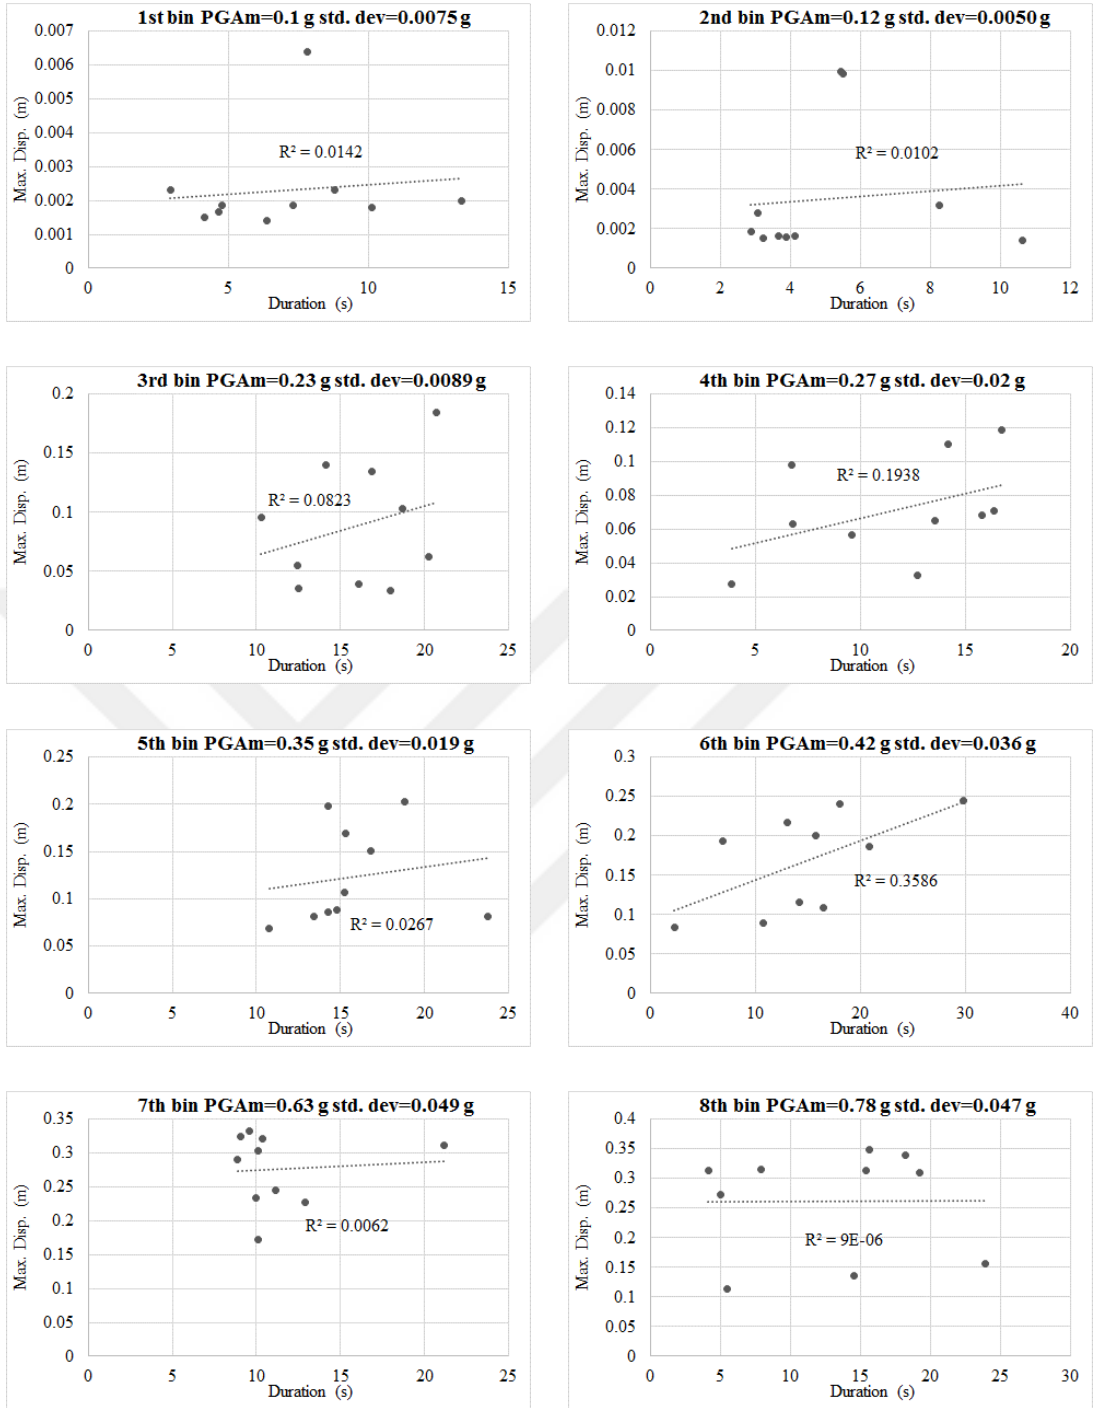 1st bin PGAm=0.1 g std. dev=0.0075 g
0.007
0.006
0.005
0.004
0.003
0.002
0.001
0
Max. Disp. (m)
R² = 0.0142
0 5 10 15
Duration (s)
2nd bin PGAm=0.12 g std. dev=0.0050 g
0.012
0.01
0.008
0.006
0.004
0.002
0
Max. Disp. (m)
R² = 0.0102
0 2 4 6 8 10 12
Duration (s)
3rd bin PGAm=0.23 g std. dev=0.0089 g
0.2
0.15
0.1
0.05
0
Max. Disp. (m)
R² = 0.0823
0 5 10 15 20 25
Duration (s)
4th bin PGAm=0.27 g std. dev=0.02 g
0.14
0.12
0.1
0.08
0.06
0.04
0.02
0
Max. Disp. (m)
R² = 0.1938
0 5 10 15 20
Duration (s)
5th bin PGAm=0.35 g std. dev=0.019 g
0.25
0.2
0.15
0.1
0.05
0
Max. Disp. (m)
R² = 0.0267
0 5 10 15 20 25
Duration (s)
6th bin PGAm=0.42 g std. dev=0.036 g
0.3
0.25
0.2
0.15
0.1
0.05
0
Max. Disp. (m)
R² = 0.3586
0 10 20 30 40
Duration (s)
7th bin PGAm=0.63 g std. dev=0.049 g
0.35
0.3
0.25
0.2
0.15
0.1
0.05
0
Max. Disp. (m)
R² = 0.0062
0 5 10 15 20 25
Duration (s)
8th bin PGAm=0.78 g std. dev=0.047 g
0.4
0.35
0.3
0.25
0.2
0.15
0.1
0.05
0
Max. Disp. (m)
R² = 9E-06
0 5 10 15 20 25 30
Duration (s)